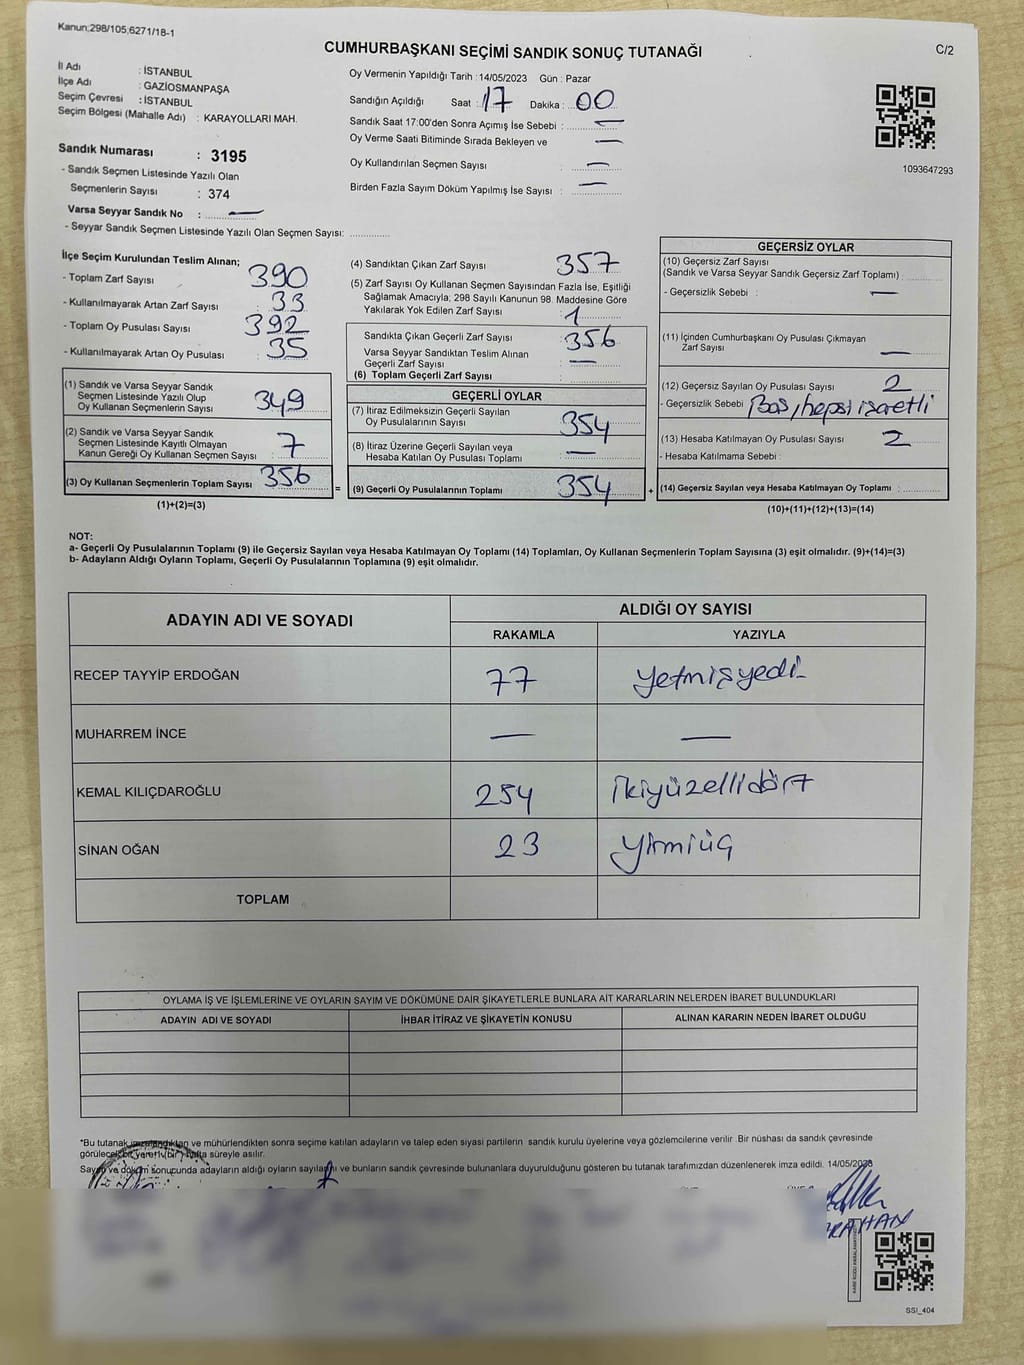 Kanun;298/105,6271/18-1
CUMHURBAŞKANI SEÇİMİ SANDIK SONUÇ TUTANAĞI
C/2
İl Adı : İSTANBUL
İlçe Adı : GAZİOSMANPAŞA
Seçim Çevresi : İSTANBUL
Seçim Bölgesi (Mahalle Adı) : KARAYOLLARI MAH.
Sandık Numarası : 3195
- Sandık Seçmen Listesinde Yazılı Olan
Seçmenlerin Sayısı : 374
Varsa Seyyar Sandık No : —
- Seyyar Sandık Seçmen Listesinde Yazılı Olan Seçmen Sayısı: ............
Oy Vermenin Yapıldığı Tarih : 14/05/2023 Gün : Pazar
Sandığın Açıldığı Saat : 17 Dakika : 00
Sandık Saat 17:00'den Sonra Açımış İse Sebebi : —
Oy Verme Saati Bitiminde Sırada Bekleyen ve —
Oy Kullandırılan Seçmen Sayısı : —
Birden Fazla Sayım Döküm Yapılmış İse Sayısı : —
1093647293
İlçe Seçim Kurulundan Teslim Alınan;
- Toplam Zarf Sayısı : 390
- Kullanılmayarak Artan Zarf Sayısı : 33
- Toplam Oy Pusulası Sayısı : 392
- Kullanılmayarak Artan Oy Pusulası : 35
(1) Sandık ve Varsa Seyyar Sandık
Seçmen Listesinde Yazılı Olup
Oy Kullanan Seçmenlerin Sayısı : 349
(2) Sandık ve Varsa Seyyar Sandık
Seçmen Listesinde Kayıtlı Olmayan
Kanun Gereği Oy Kullanan Seçmen Sayısı : 7
(3) Oy Kullanan Seçmenlerin Toplam Sayısı : 356
(1)+(2)=(3)
=
(4) Sandıktan Çıkan Zarf Sayısı : 357
(5) Zarf Sayısı Oy Kullanan Seçmen Sayısından Fazla İse, Eşitliği
Sağlamak Amacıyla, 298 Sayılı Kanunun 98. Maddesine Göre
Yakılarak Yok Edilen Zarf Sayısı : 1
Sandıkta Çıkan Geçerli Zarf Sayısı : 356
Varsa Seyyar Sandıktan Teslim Alınan
Geçerli Zarf Sayısı : —
(6) Toplam Geçerli Zarf Sayısı :
GEÇERLİ OYLAR
(7) İtiraz Edilmeksizin Geçerli Sayılan
Oy Pusulalarının Sayısı : 354
(8) İtiraz Üzerine Geçerli Sayılan veya
Hesaba Katılan Oy Pusulası Toplamı : —
(9) Geçerli Oy Pusulalarının Toplamı : 354
+
GEÇERSİZ OYLAR
(10) Geçersiz Zarf Sayısı
(Sandık ve Varsa Seyyar Sandık Geçersiz Zarf Toplamı) :
- Geçersizlik Sebebi : —
(11) İçinden Cumhurbaşkanı Oy Pusulası Çıkmayan
Zarf Sayısı : —
(12) Geçersiz Sayılan Oy Pusulası Sayısı : 2
- Geçersizlik Sebebi : Boş, hepsi işaretli
(13) Hesaba Katılmayan Oy Pusulası Sayısı : 2
- Hesaba Katılmama Sebebi :
(14) Geçersiz Sayılan veya Hesaba Katılmayan Oy Toplamı :
(10)+(11)+(12)+(13)=(14)
NOT:
a- Geçerli Oy Pusulalarının Toplamı (9) ile Geçersiz Sayılan veya Hesaba Katılmayan Oy Toplamı (14) Toplamları, Oy Kullanan Seçmenlerin Toplam Sayısına (3) eşit olmalıdır. (9)+(14)=(3)
b- Adayların Aldığı Oyların Toplamı, Geçerli Oy Pusulalarının Toplamına (9) eşit olmalıdır.
ADAYIN ADI VE SOYADI ALDIĞI OY SAYISI
RAKAMLA YAZIYLA
RECEP TAYYİP ERDOĞAN 77 yetmişyedi
MUHARREM İNCE — —
KEMAL KILIÇDAROĞLU 254 ikiyüzellidört
SİNAN OĞAN 23 yirmiüç
TOPLAM
OYLAMA İŞ VE İŞLEMLERİNE VE OYLARIN SAYIM VE DÖKÜMÜNE DAİR ŞİKAYETLERLE BUNLARA AİT KARARLARIN NELERDEN İBARET BULUNDUKLARI
ADAYIN ADI VE SOYADI İHBAR İTİRAZ VE ŞİKAYETİN KONUSU ALINAN KARARIN NEDEN İBARET OLDUĞU
*Bu tutanak imzalandıktan ve mühürlendikten sonra seçime katılan adayların ve talep eden siyasi partilerin sandık kurulu üyelerine veya gözlemcilerine verilir .Bir nüshası da sandık çevresinde
görülecek bir yere (bir) hafta süreyle asılır.
Sayım ve döküm sonunda adayların aldığı oyların sayılarını ve bunların sandık çevresinde bulunanlara duyurulduğunu gösteren bu tutanak tarafımızdan düzenlenerek imza edildi. 14/05/2023
SSI_404